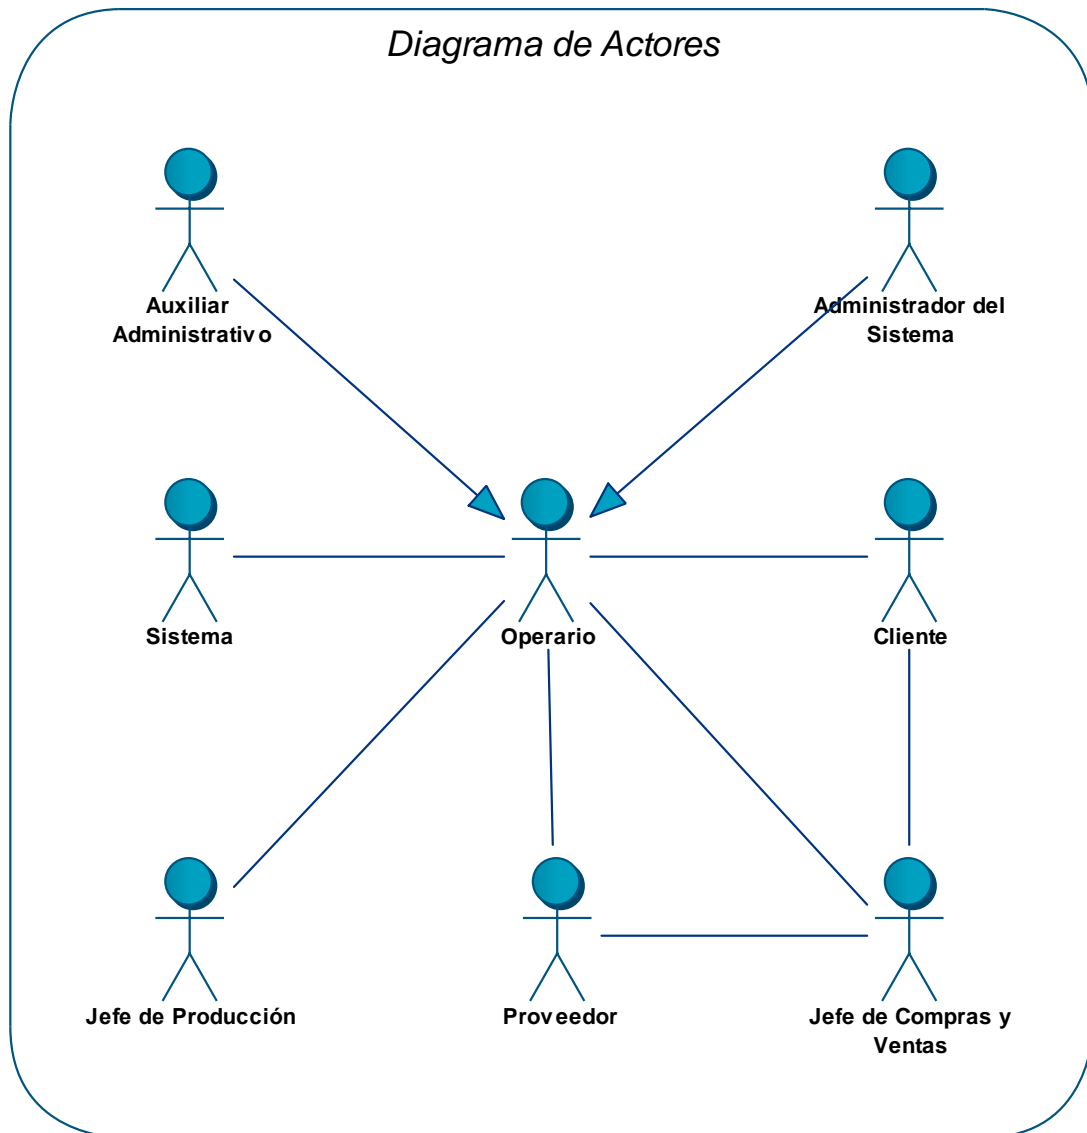 Diagrama de Actores
Auxiliar
Administrativo
Administrador del
Sistema
Sistema
Operario
Cliente
Jefe de Producción
Proveedor
Jefe de Compras y
Ventas